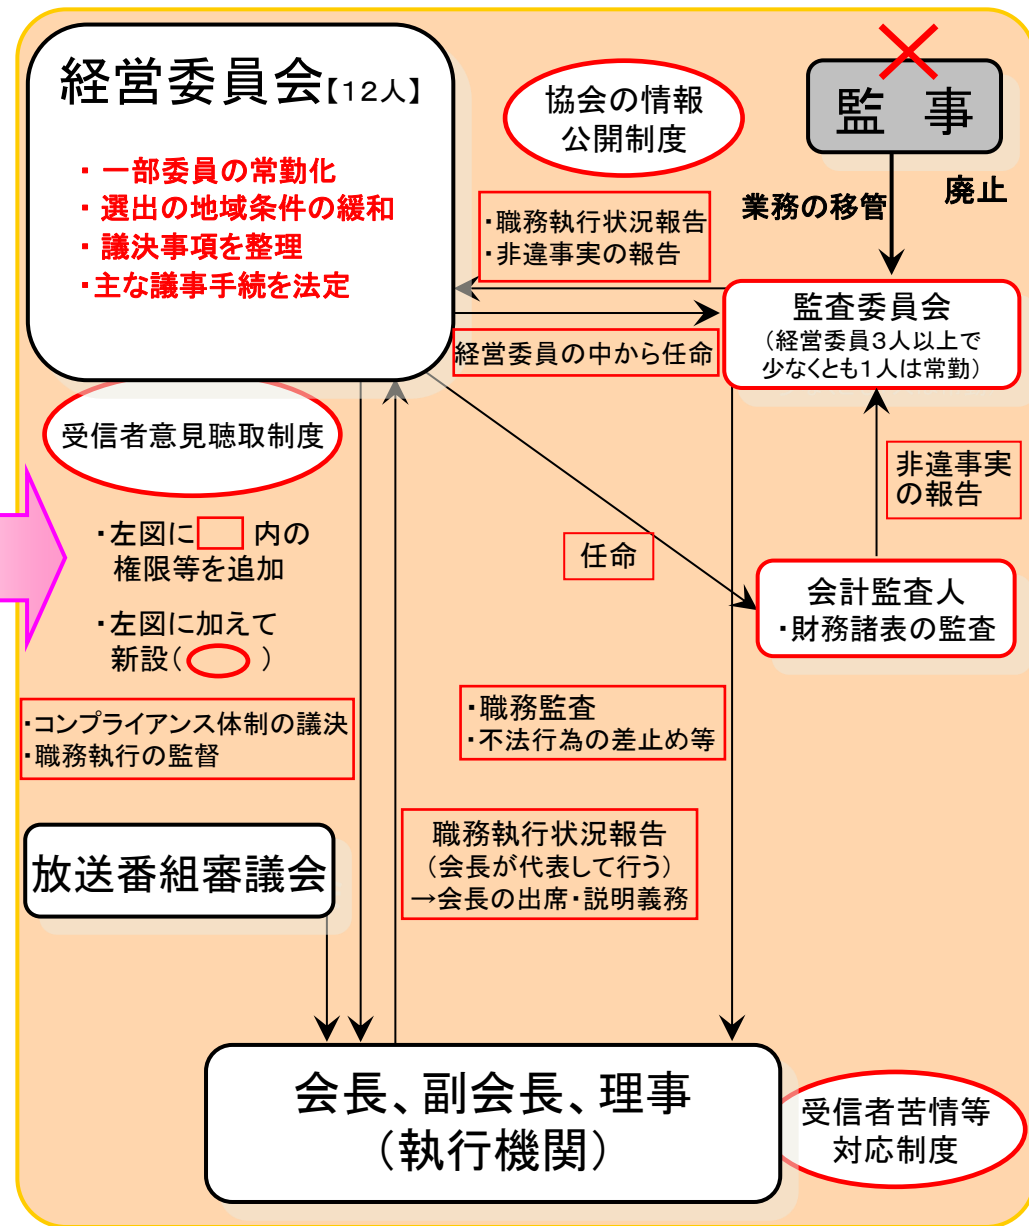 経営委員会【12人】
・一部委員の常勤化
・選出の地域条件の緩和
・議決事項を整理
・主な議事手続を法定
協会の情報
公開制度
監　事
廃止
業務の移管
・職務執行状況報告
・非違事実の報告
経営委員の中から任命
監査委員会
（経営委員3人以上で
少なくとも1人は常勤）
受信者意見聴取制度
非違事実
の報告
・左図に　内の
権限等を追加
任命
・左図に加えて
新設（　）
会計監査人
・財務諸表の監査
・コンプライアンス体制の議決
・職務執行の監督
・職務監査
・不法行為の差止め等
職務執行状況報告
（会長が代表して行う）
→会長の出席・説明義務
放送番組審議会
会長、副会長、理事
（執行機関）
受信者苦情等
対応制度